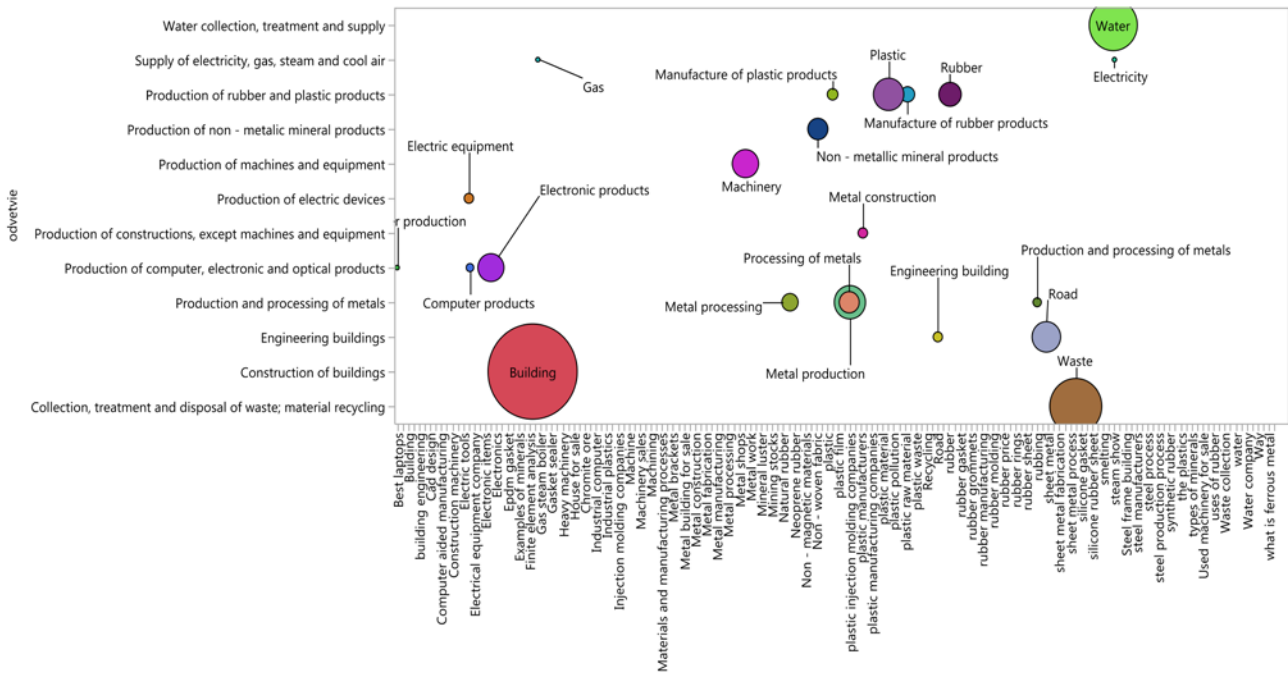 odvetvie
Water collection, treatment and supply
Supply of electricity, gas, steam and cool air
Production of rubber and plastic products
Production of non - metalic mineral products
Production of machines and equipment
Production of electric devices
Production of constructions, except machines and equipment
Production of computer, electronic and optical products
Production and processing of metals
Engineering buildings
Construction of buildings
Collection, treatment and disposal of waste; material recycling
Water
Gas
Electricity
Manufacture of plastic products
Plastic
Rubber
Manufacture of rubber products
Non - metallic mineral products
Machinery
Electric equipment
Electronic products
r production
Metal construction
Computer products
Processing of metals
Engineering building
Production and processing of metals
Metal processing
Road
Metal production
Building
Waste
Best laptops
Building
building engineering
Cad design
Computer aided manufacturing
Construction machinery
Electric tools
Electrical equipment company
Electronic items
Electronics
Epdm gasket
Examples of minerals
Finite element analysis
Gas steam boiler
Gasket sealer
Heavy machinery
House for sale
Chromite ore
Industrial computer
Industrial plastics
Injection molding companies
Machine
Machinery sales
Machining
Materials and manufacturing processes
Metal brackets
Metal building for sale
Metal construction
Metal fabrication
Metal manufacturing
Metal processing
Metal shops
Metal work
Mineral luster
Mining stocks
Natural rubber
Neoprene rubber
Non - magnetic materials
Non - woven fabric
plastic
plastic film
plastic injection molding companies
plastic manufacturers
plastic manufacturing companies
plastic material
plastic pollution
plastic raw material
plastic waste
Recycling
Road
rubber
rubber gasket
rubber grommets
rubber manufacturing
rubber molding
rubber price
rubber rings
rubber sheet
rubing
sheet metal
sheet metal fabrication
sheet metal process
silicone gasket
silicone rubber sheet
smelting
steam show
Steel frame building
steel manufacturers
steel process
steel production process
synthetic rubber
the plastics
types minerals
Used machinery for sale
uses of rubber
Waste collection
water
Water company
Way
what is ferrous metal